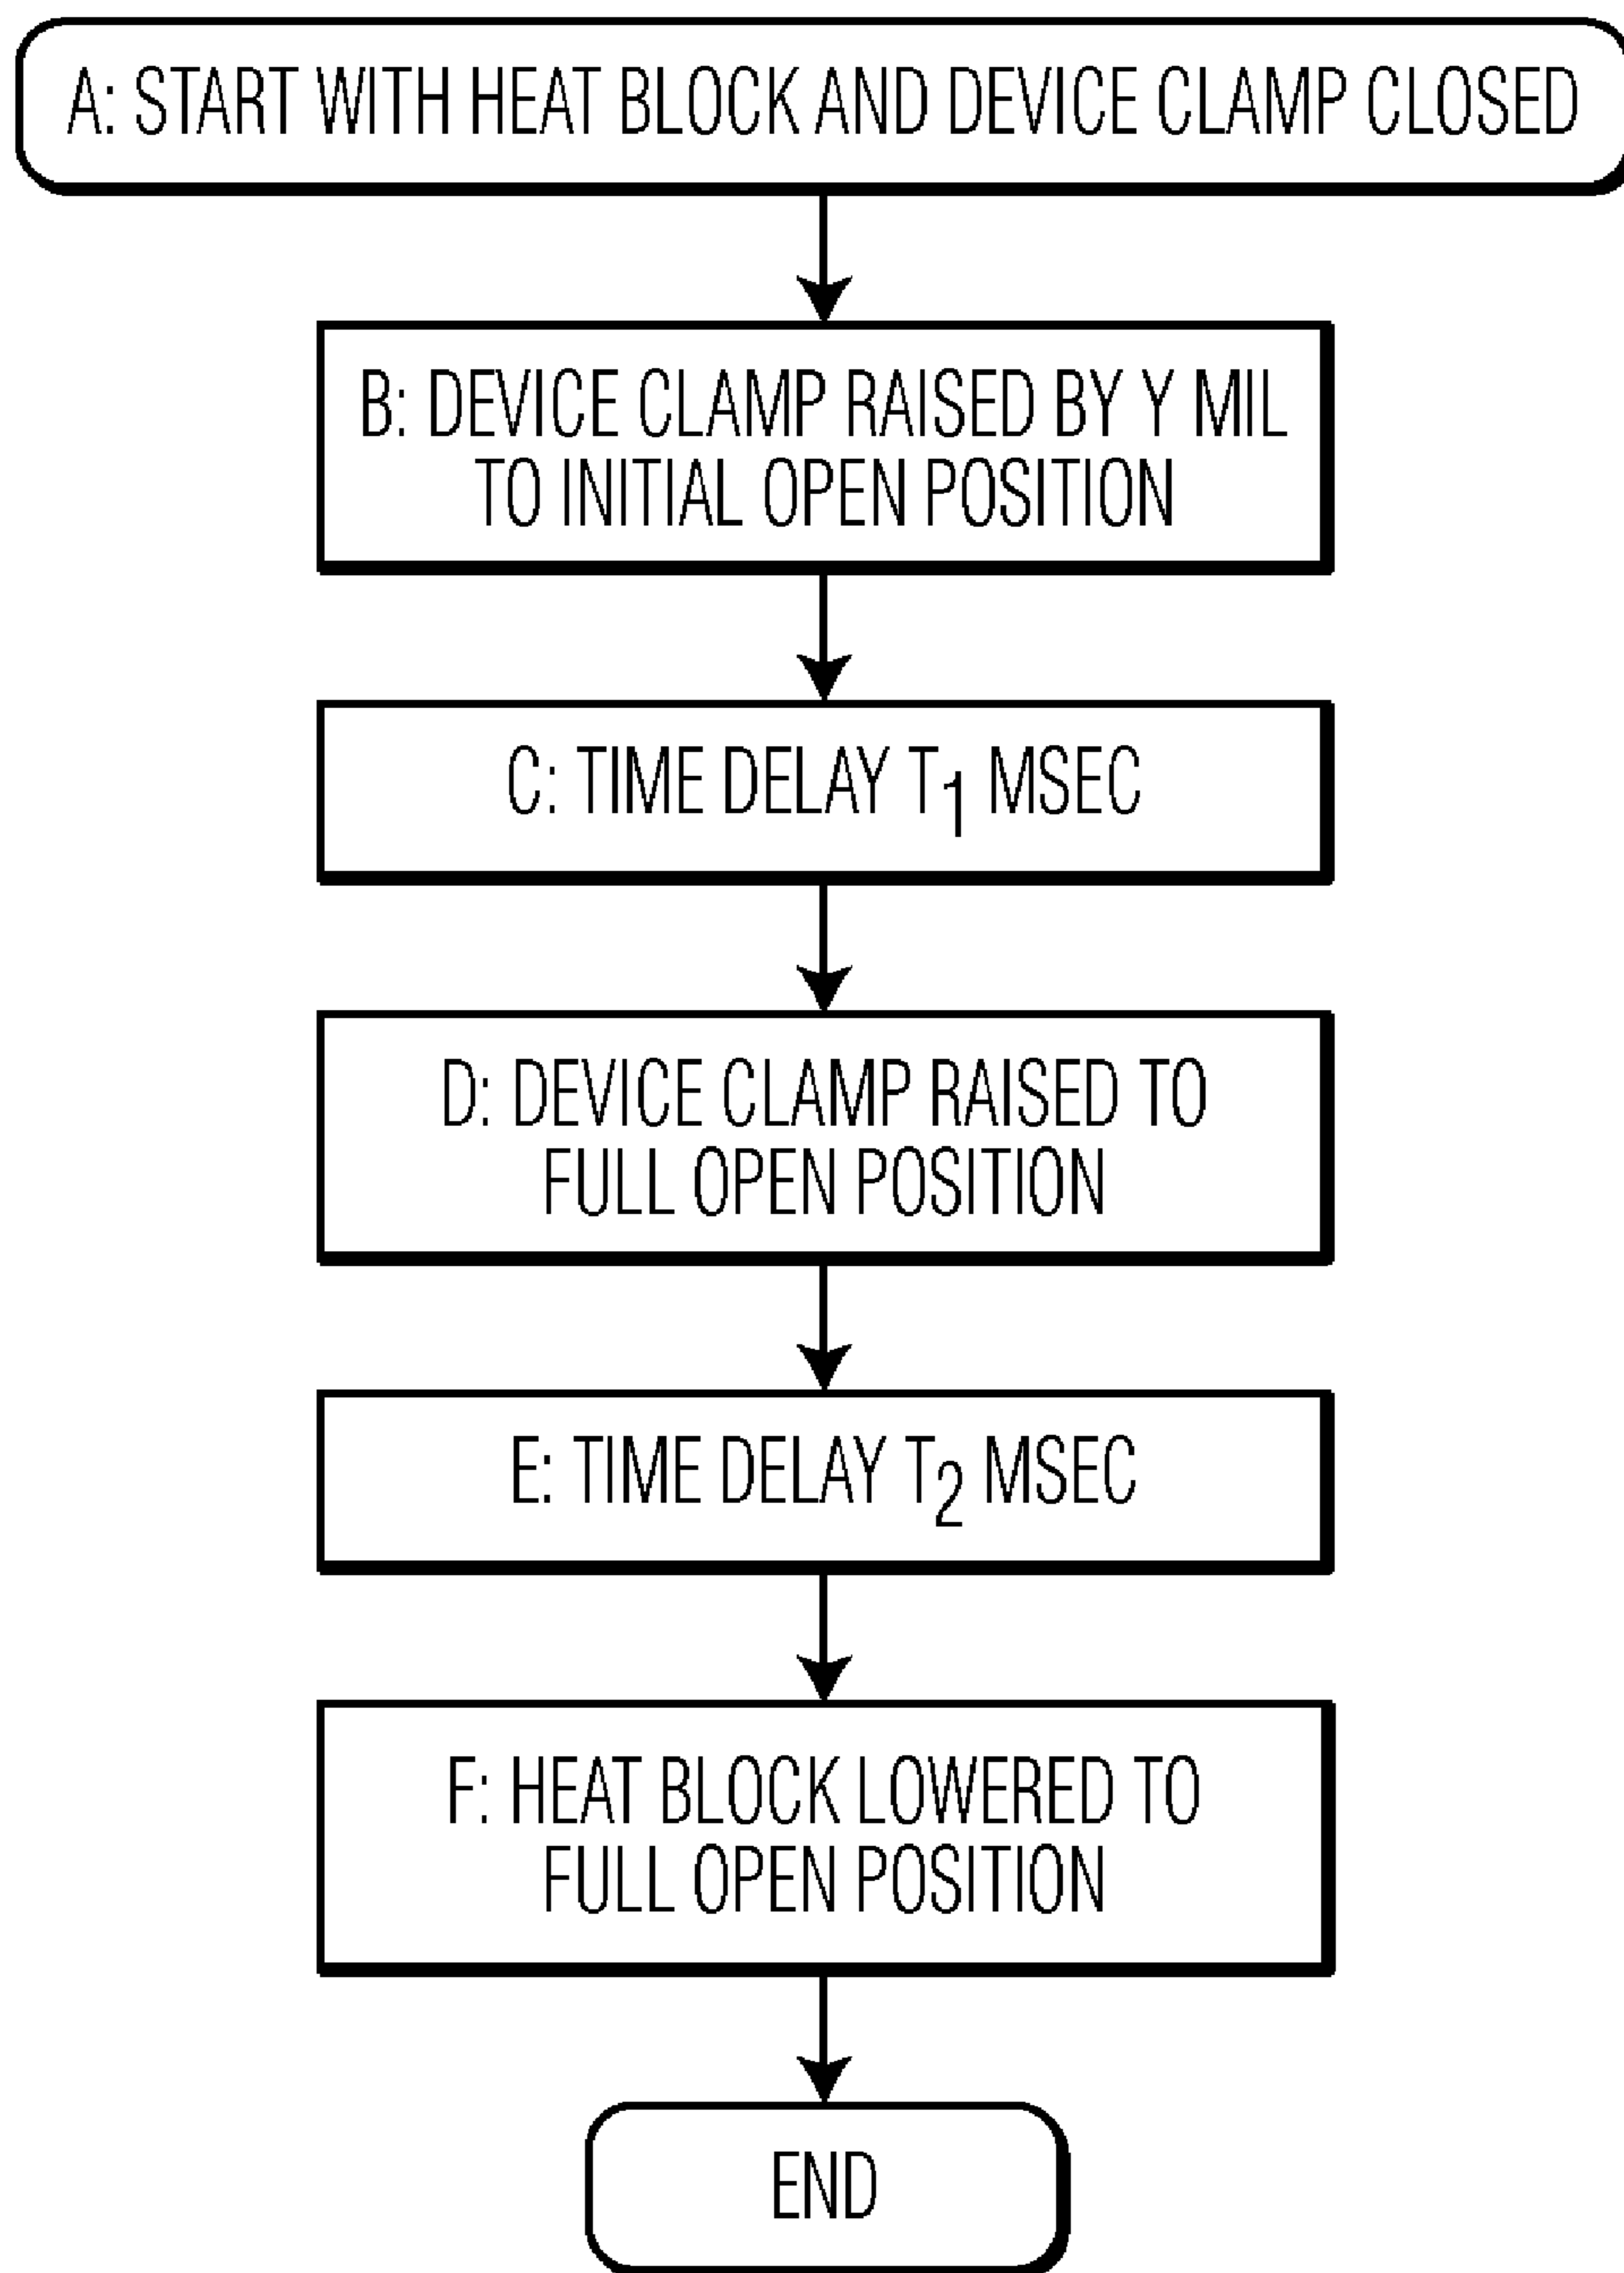 A: START WITH HEAT BLOCK AND DEVICE CLAMP CLOSED
B: DEVICE CLAMP RAISED BY Y MIL
TO INITIAL OPEN POSITION
C: TIME DELAY T1 MSEC
D: DEVICE CLAMP RAISED TO
FULL OPEN POSITION
E: TIME DELAY T2 MSEC
F: HEAT BLOCK LOWERED TO
FULL OPEN POSITION
END